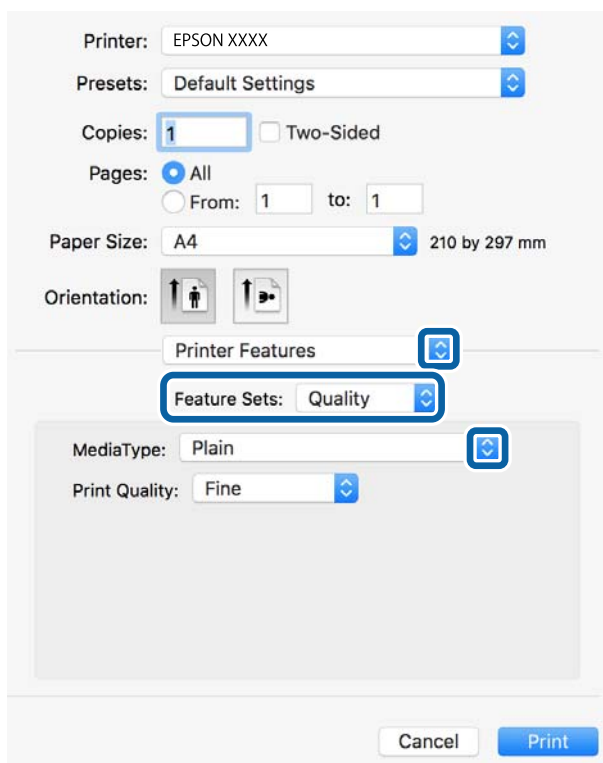 Printer: EPSON XXXX
Presets: Default Settings
Copies: 1 Two-Sided
Pages: All
From: 1 to: 1
Paper Size: A4 210 by 297 mm
Orientation:
Printer Features
Feature Sets: Quality
MediaType: Plain
Print Quality: Fine
Cancel Print